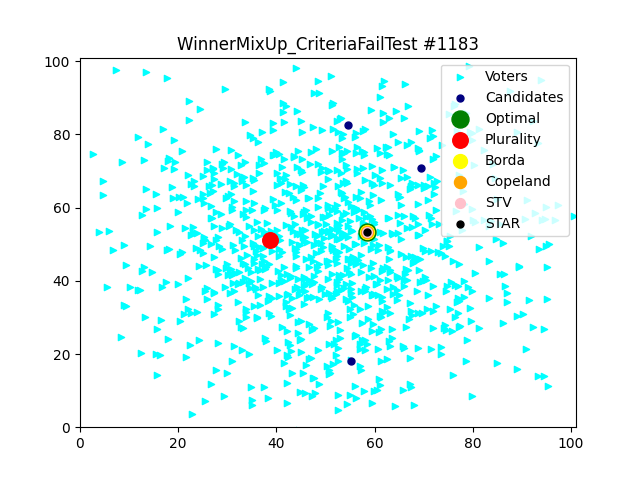 WinnerMixUp_CriteriaFailTest #1183
100
80
60
40
20
0
0 20 40 60 80 100
Voters
Candidates
Optimal
Plurality
Borda
Copeland
STV
STAR